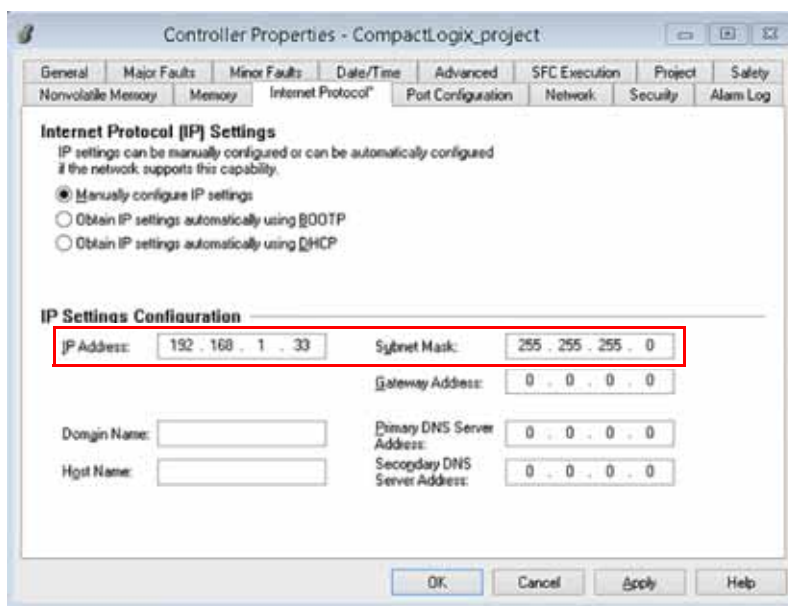 Controller Properties - CompactLogix_project
General Major Faults Minor Faults Date/Time Advanced SFC Execution Project Safety
Nonvolatile Memory Memory Internet Protocol* Port Configuration Network Security Alarm Log
Internet Protocol (IP) Settings
IP settings can be manually configured or can be automatically configured
if the network supports this capability.
Manually configure IP settings
Obtain IP settings automatically using BOOTP
Obtain IP settings automatically using DHCP
IP Settings Configuration
IP Address: 192 . 168 . 1 . 33 Subnet Mask: 255 . 255 . 255 . 0
Gateway Address: 0 . 0 . 0 . 0
Domain Name: Primary DNS Server Address: 0 . 0 . 0 . 0
Host Name: Secondary DNS Server Address: 0 . 0 . 0 . 0
OK Cancel Apply Help